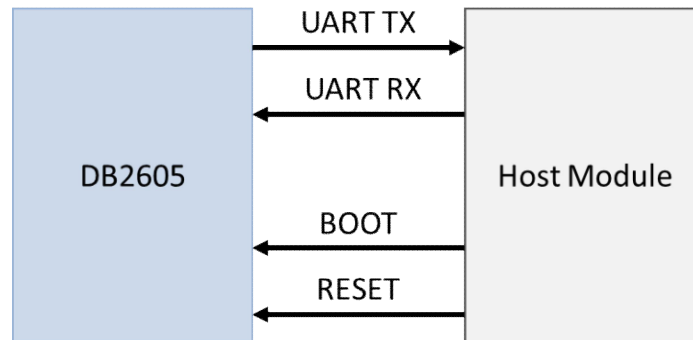 UART TX
UART RX
DB2605
Host Module
BOOT
RESET